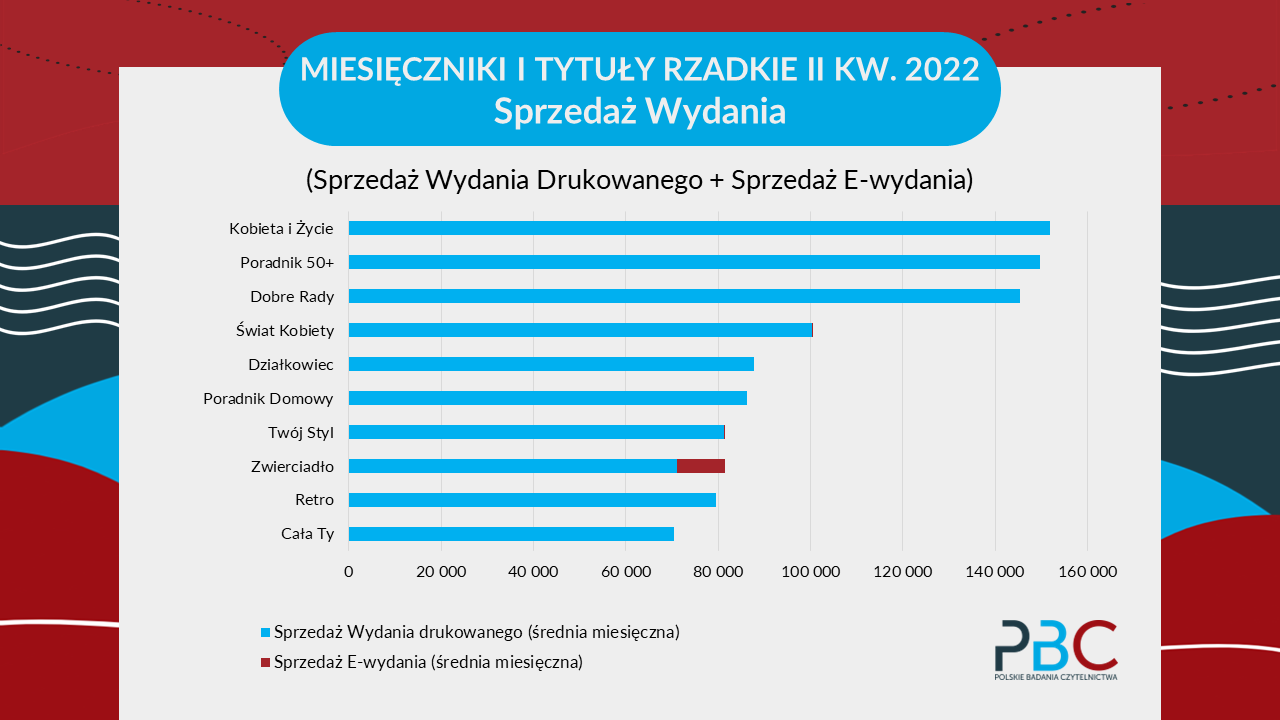 MIESIĘCZNIKI I TYTUŁY RZADKIE II KW. 2022
Sprzedaż Wydania
(Sprzedaż Wydania Drukowanego + Sprzedaż E-wydania)
Kobieta i Życie
Poradnik 50+
Dobre Rady
Świat Kobiety
Działkowiec
Poradnik Domowy
Twój Styl
Zwierciadło
Retro
Cała Ty
0 20 000 40 000 60 000 80 000 100 000 120 000 140 000 160 000
Sprzedaż Wydania drukowanego (średnia miesięczna)
Sprzedaż E-wydania (średnia miesięczna)
PBC
POLSKIE BADANIA CZYTELNICTWA